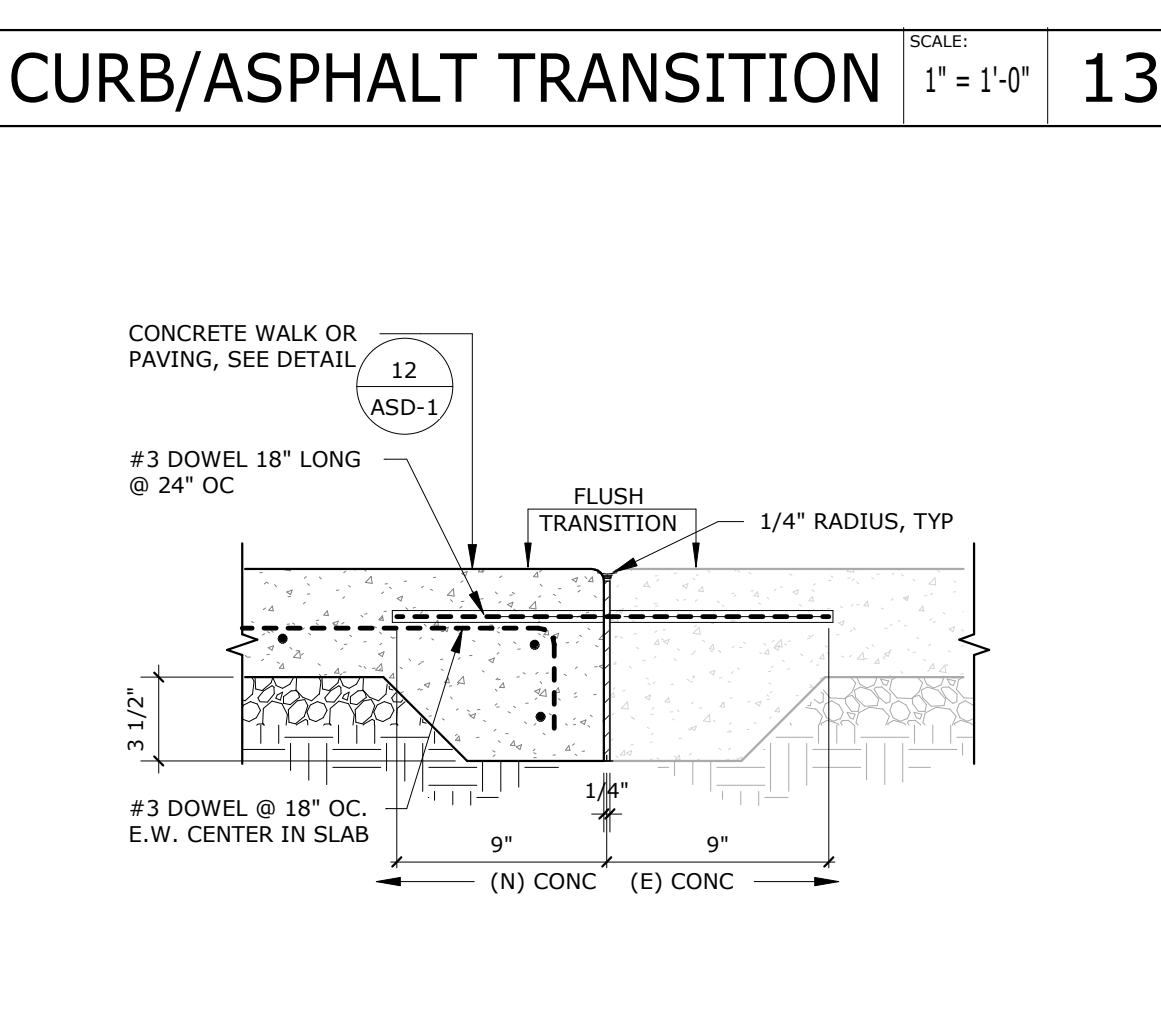 CURB/ASPHALT TRANSITION
SCALE:
1" = 1'-0"
13
CONCRETE WALK OR
PAVING, SEE DETAIL
12
ASD-1
#3 DOWEL 18" LONG
@ 24" OC
FLUSH
TRANSITION
1/4" RADIUS, TYP
3 1/2"
#3 DOWEL @ 18" OC.
E.W. CENTER IN SLAB
1/4"
9"
9"
(N) CONC
(E) CONC